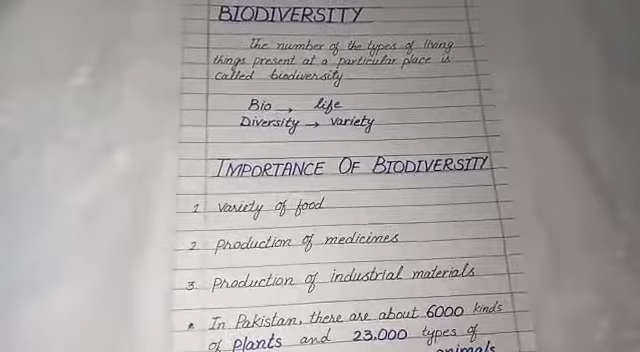 BIODIVERSITY
The number of the types of living
things present at a particular place is
called biodiversity
Bio → life
Diversity → variety
IMPORTANCE OF BIODIVERSITY
1 Variety of food
2. Production of medicines
3. Production of industrial materials
• In Pakistan, there are about 6000 kinds
of plants and 23,000 types of
animals